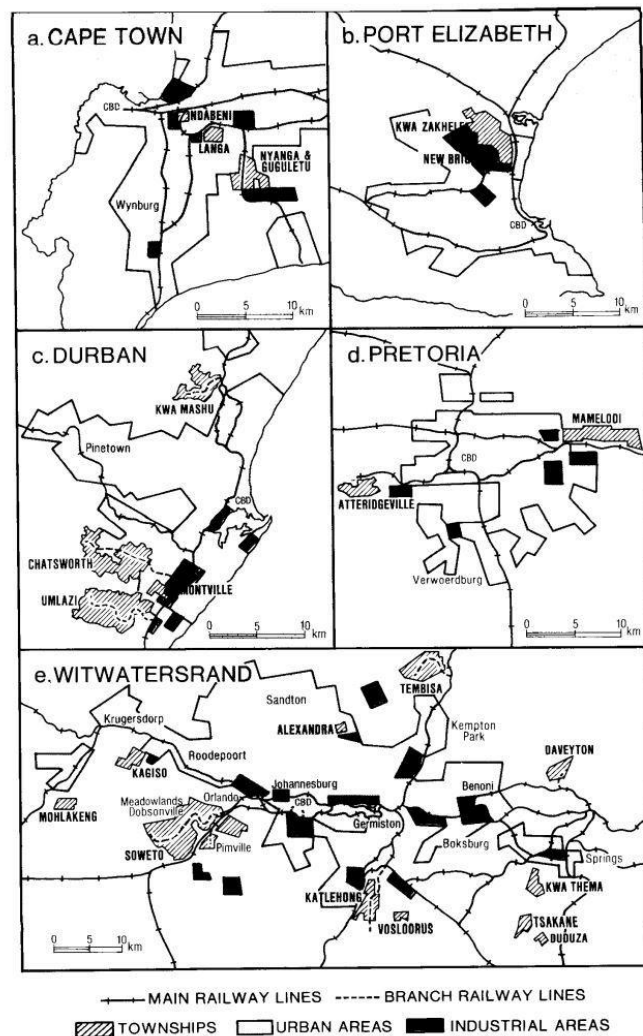 a. CAPE TOWN
CBD
NDABENI
LANGA
NYANGA &
GUGULETU
Wynburg
0 5 10
km
b. PORT ELIZABETH
KWA ZAKHELE
NEW BRI
CBD
0 5 10
km
c. DURBAN
KWA MASHU
Pinetown
CBD
CHATSWORTH
UMLAZI
MONTVILLE
0 5 10
km
d. PRETORIA
MAMELODI
CBD
ATTERIDGEVILLE
Verwoerdburg
0 5 10
km
e. WITWATERSRAND
TEMBISA
Sandton
Krugersdorp
ALEXANDRA
Kempton
Park
Roodepoort
DAVEYTON
KAGISO
Johannesburg
Benoni
MOHLAKENG
Meadowlands
Orlando
CBD
Dobsonville
Germiston
Boksburg
SOWETO
Pimville
Springs
KATLEHONG
KWA THEMA
VOSLOORUS
TSAKANE
DUDUZA
0 5 10
km
MAIN RAILWAY LINES BRANCH RAILWAY LINES
TOWNSHIPS URBAN AREAS INDUSTRIAL AREAS